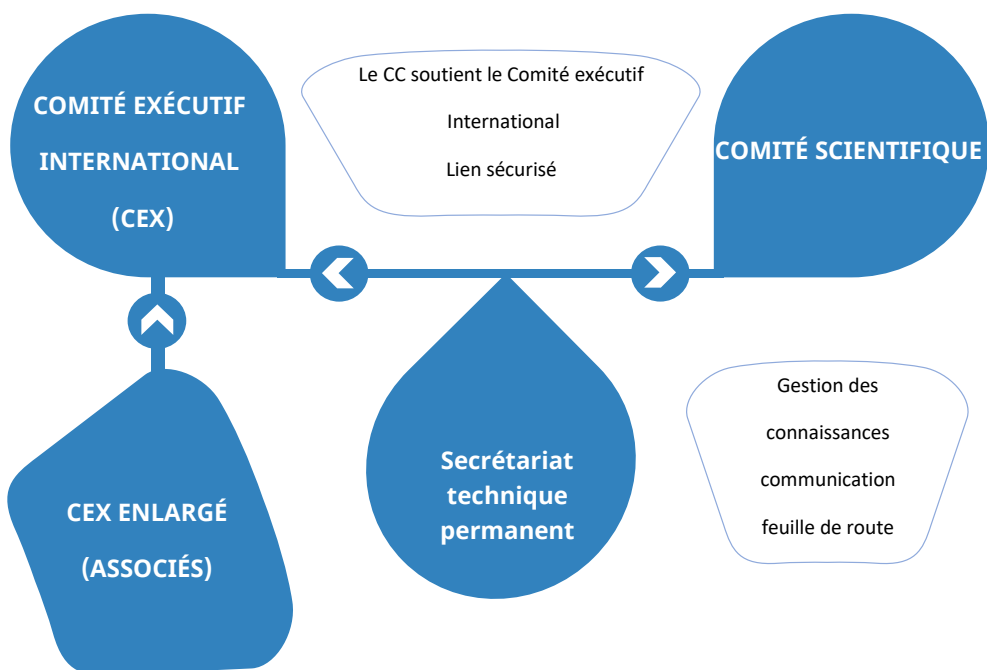 COMITÉ EXÉCUTIF
INTERNATIONAL
(CEX)
Le CC soutient le Comité exécutif
International
Lien sécurisé
COMITÉ SCIENTIFIQUE
CEX ENLARGÉ
(ASSOCIÉS)
Secrétariat
technique
permanent
Gestion des
connaissances
communication
feuille de route